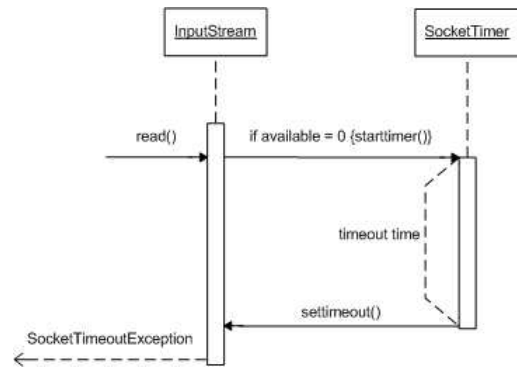 InputStream
SocketTimer
read()
if available = 0 {starttimer()}
timeout time
settimeout()
SocketTimeoutException